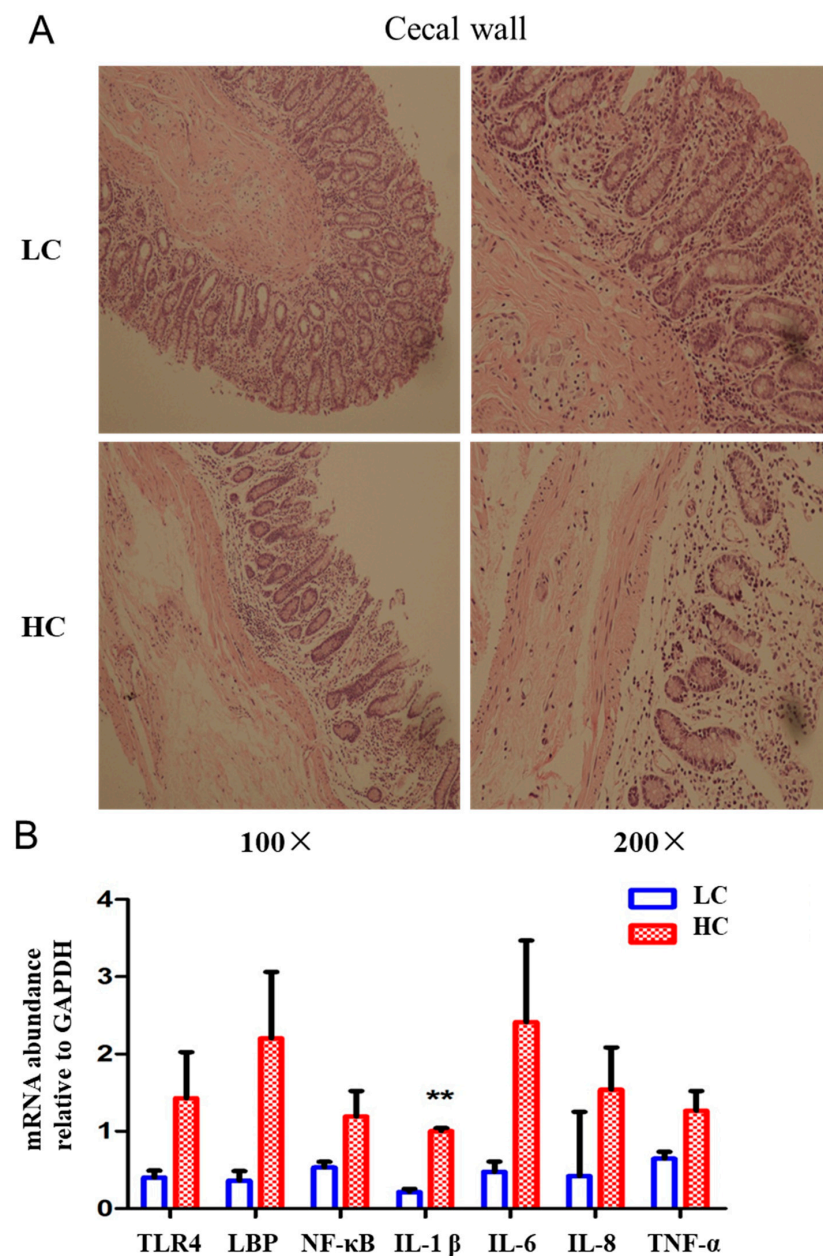 A
Cecal wall
LC
HC
100×
200×
B
mRNA abundance
relative to GAPDH
4
3
2
1
0
LC
HC
**
TLR4 LBP NF-κB IL-1 β IL-6 IL-8 TNF-α